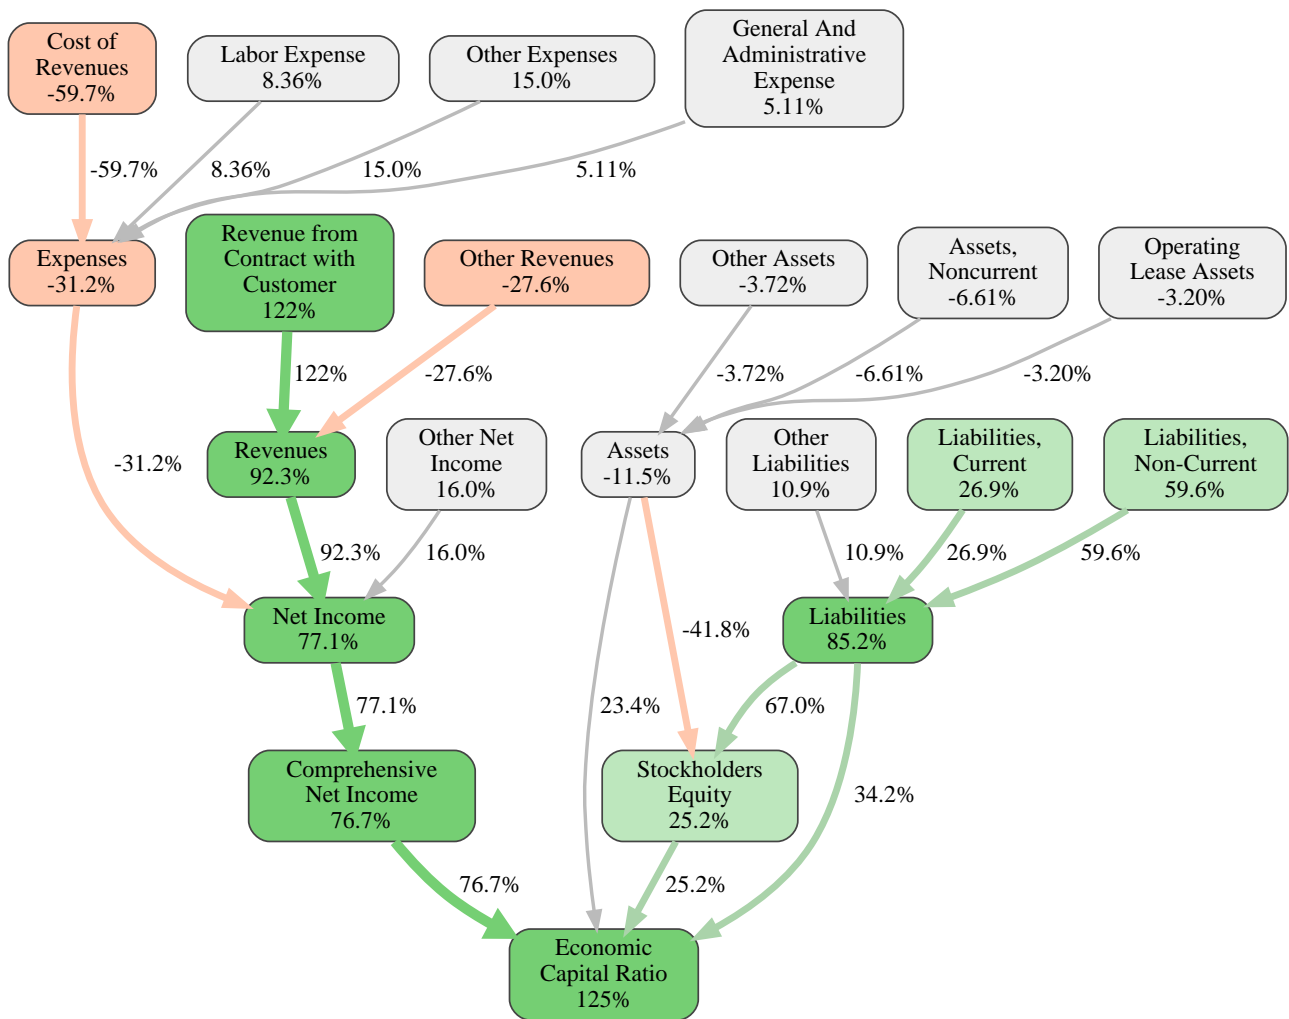 Cost of
Revenues
-59.7%
Labor Expense
8.36%
Other Expenses
15.0%
General And
Administrative
Expense
5.11%
-59.7%
8.36%
15.0%
5.11%
Expenses
-31.2%
Revenue from
Contract with
Customer
122%
Other Revenues
-27.6%
Other Assets
-3.72%
Assets,
Noncurrent
-6.61%
Operating
Lease Assets
-3.20%
122%
-27.6%
-3.72%
-6.61%
-3.20%
-31.2%
Revenues
92.3%
Other Net
Income
16.0%
Assets
-11.5%
Other
Liabilities
10.9%
Liabilities,
Current
26.9%
Liabilities,
Non-Current
59.6%
92.3%
16.0%
10.9%
26.9%
59.6%
Net Income
77.1%
-41.8%
Liabilities
85.2%
77.1%
23.4%
67.0%
34.2%
Comprehensive
Net Income
76.7%
Stockholders
Equity
25.2%
76.7%
25.2%
Economic
Capital Ratio
125%